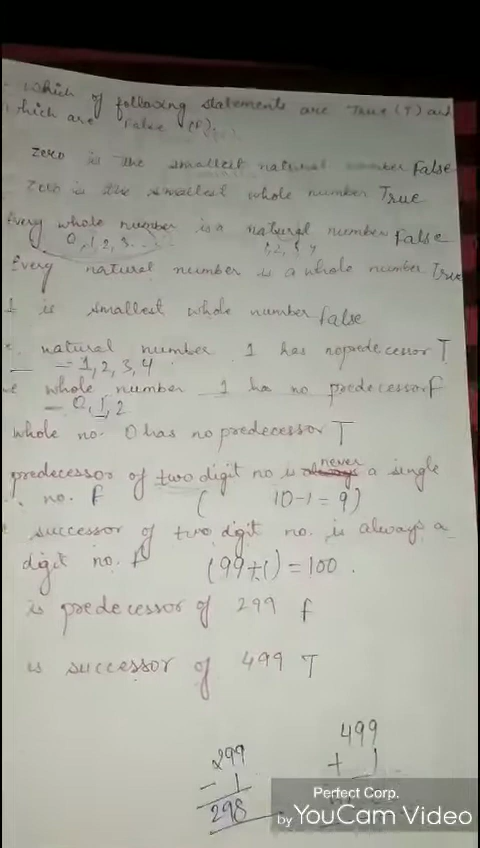 Which of following statements are True (T) and
which are False (F).
Zero is the smallest natural number False
Zero is the smallest whole number True
Every whole number is a natural number False
0, 1, 2, 3.. 1, 2, 3, 4
Every natural number is a whole number True
1 is smallest whole number false
natural number 1 has no predecessor T
= 1, 2, 3, 4
whole number 1 has no predecessor F
0, 1, 2
whole no. 0 has no predecessor T
never
predecessor of two digit no is always a single
no. F ( 10-1=9)
successor of two digit no. is always a
digit no. F (99+1)=100.
is predecessor of 299 f
is successor of 499 T
299 499
- 1 + 1
298
Perfect Corp.
by YouCam Video